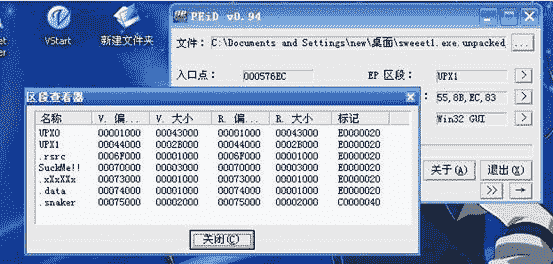 PEiD v0.94
VStart
新建文件夹
文件: C:\Documents and Settings\new\桌面\sweeet1.exe.unpacked
...
入口点: 000576EC
EP 区段: UPX1
>
: 55,8B,EC,83
>
Win32 GUI
>
关于(A)
退出(X)
>>
→
区段查看器
名称 V. 偏... V. 大小 R. 偏... R. 大小 标记
UPX0 00001000 00043000 00001000 00043000 E0000020
UPX1 00044000 0002B000 00044000 0002B000 E0000020
.rsrc 0006F000 00001000 0006F000 00001000 E0000020
SuckMe!! 00070000 00003000 00070000 00003000 E0000020
.xXxXXx 00073000 00001000 00073000 00001000 E0000020
.data 00074000 00001000 00074000 00001000 E0000020
.snaker 00075000 00002000 00075000 00002000 C0000040
关闭(C)